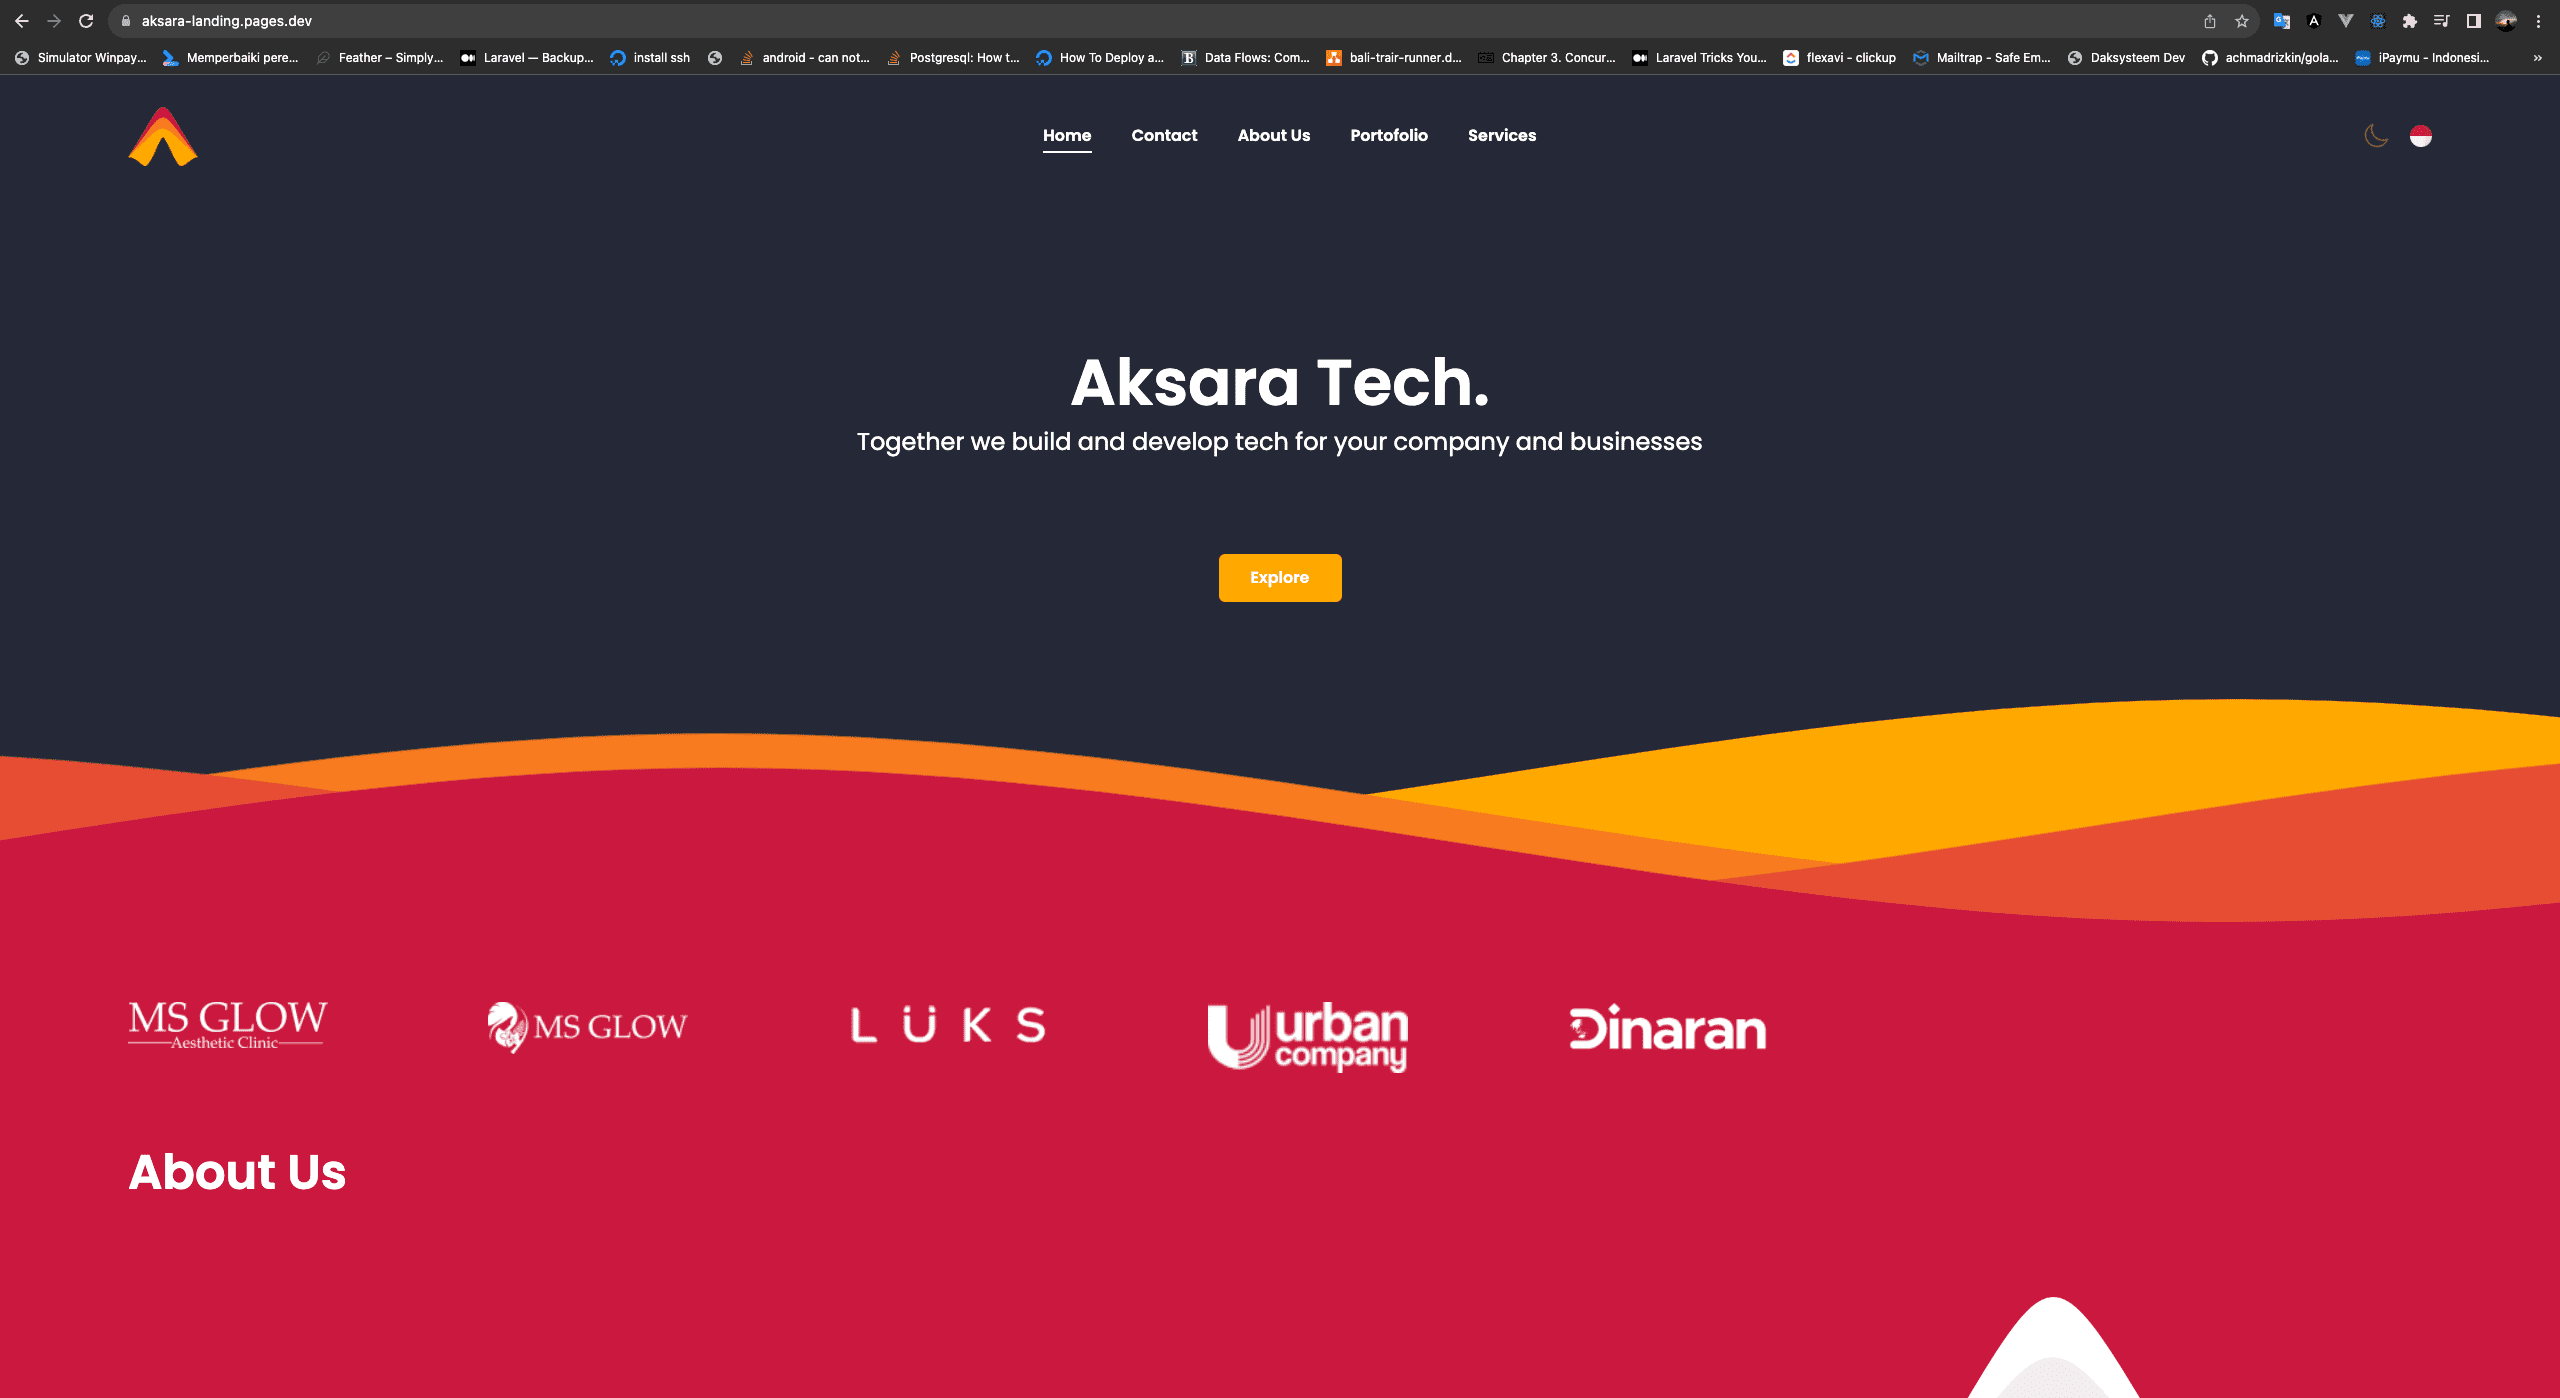 aksara-landing.pages.dev
Simulator Winpay... Memperbaiki pere... Feather – Simply... Laravel — Backup... install ssh android - can not... Postgresql: How t... How To Deploy a... Data Flows: Com... bali-trair-runner.d... Chapter 3. Concur... Laravel Tricks You... flexavi - clickup Mailtrap - Safe Em... Daksysteem Dev achmadrizkin/gola... iPaymu - Indonesi... »
Home Contact About Us Portofolio Services
Aksara Tech.
Together we build and develop tech for your company and businesses
Explore
MS GLOW
Aesthetic Clinic
MS GLOW
LÜKS
urban
company
Dinaran
About Us